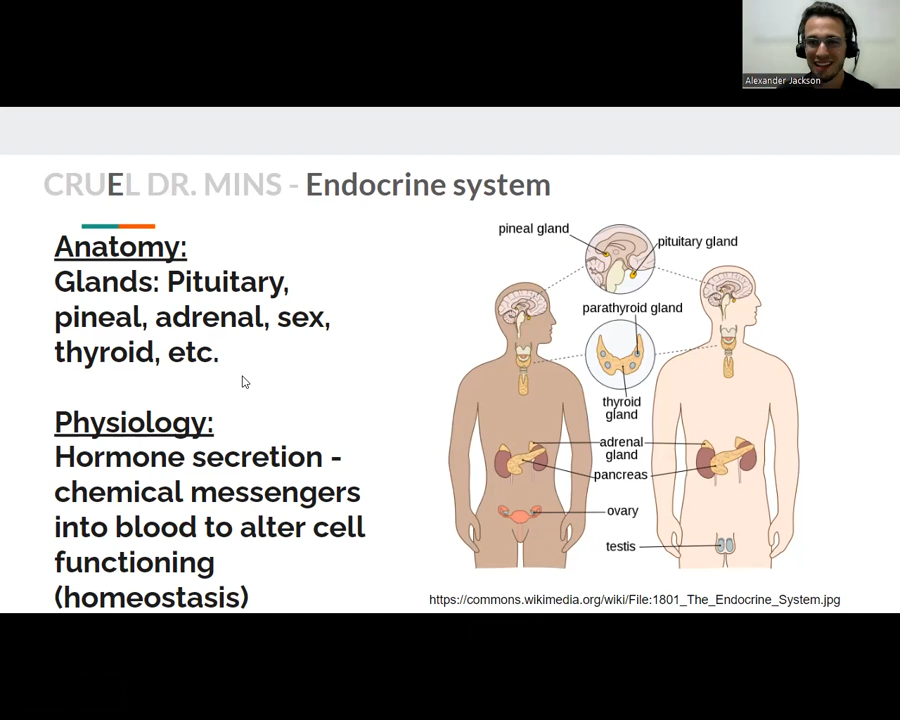 Alexander Jackson
CRUEL DR. MINS - Endocrine system
Anatomy:
Glands: Pituitary,
pineal, adrenal, sex,
thyroid, etc.
Physiology:
Hormone secretion -
chemical messengers
into blood to alter cell
functioning
(homeostasis)
pineal gland
pituitary gland
parathyroid gland
thyroid
gland
adrenal
gland
pancreas
ovary
testis
https://commons.wikimedia.org/wiki/File:1801_The_Endocrine_System.jpg